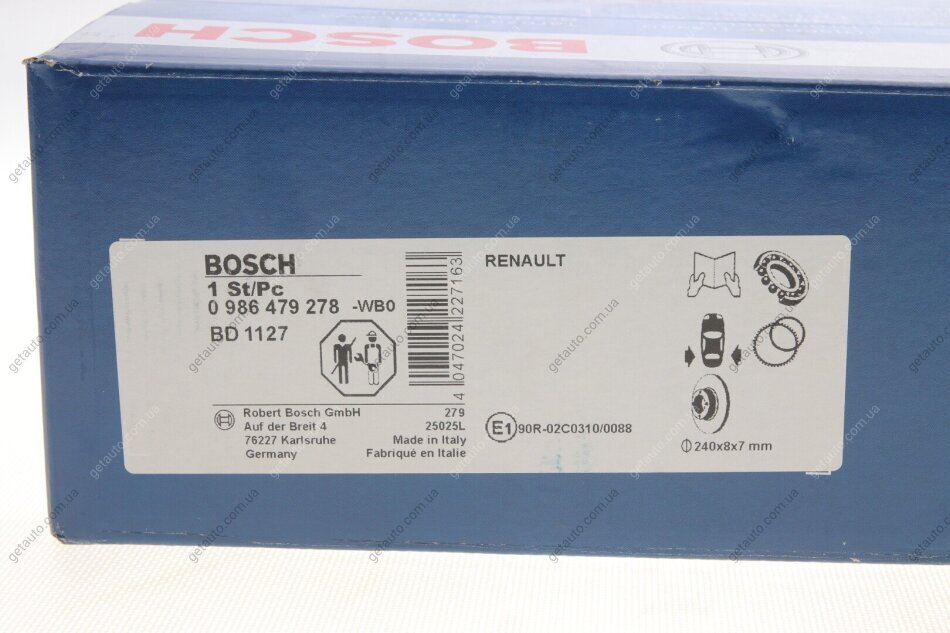 BOSCH
BOSCH
1 St/Pc
0 986 479 278 -WB0
BD 1127
4 047024 227163
RENAULT
Robert Bosch GmbH
Auf der Breit 4
76227 Karlsruhe
Germany
279
25025L
Made in Italy
Fabriqué en Italie
E1 90R-02C0310/0088
240x8x7 mm
getauto.com.ua